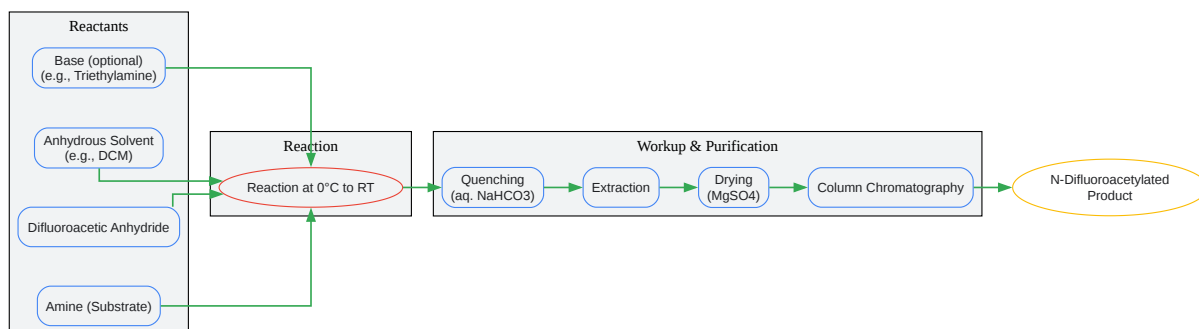 Reactants
Base (optional)
(e.g., Triethylamine)
Anhydrous Solvent
(e.g., DCM)
Difluoroacetic Anhydride
Amine (Substrate)
Reaction
Reaction at 0°C to RT
Workup & Purification
Quenching
(aq. NaHCO3)
Extraction
Drying
(MgSO4)
Column Chromatography
N-Difluoroacetylated
Product